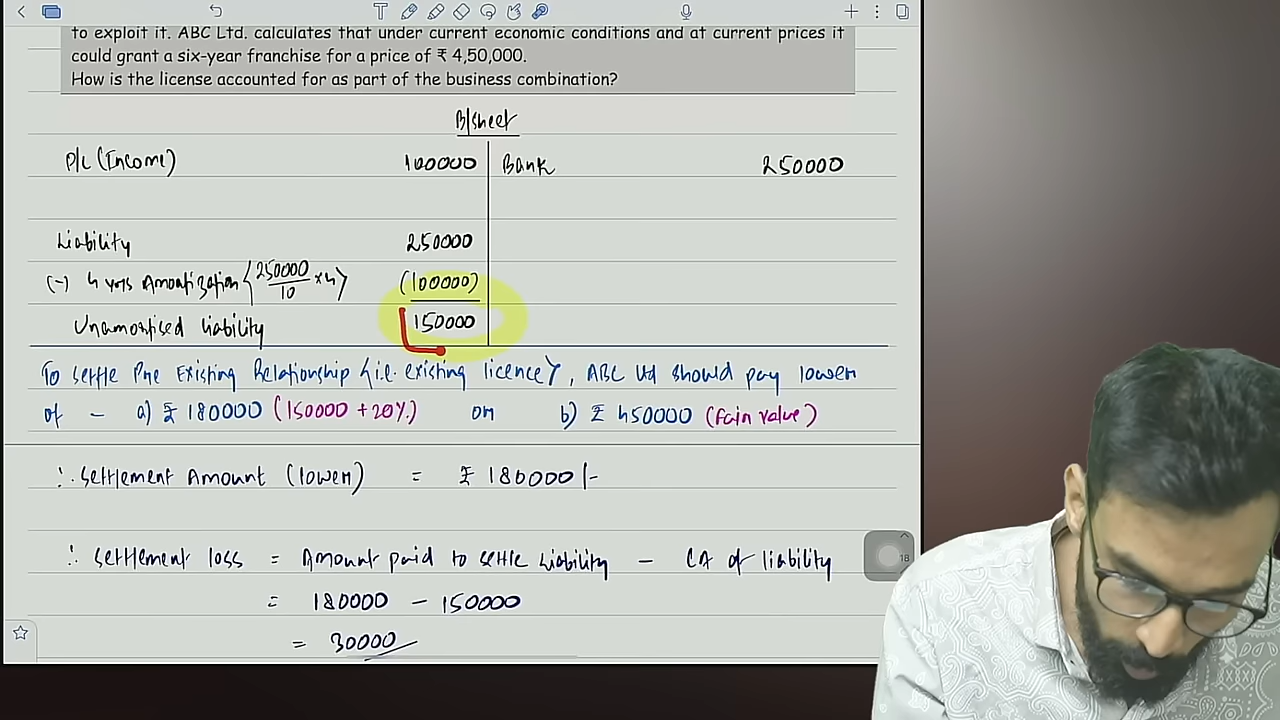 to exploit it. ABC Ltd. calculates that under current economic conditions and at current prices it
could grant a six-year franchise for a price of ₹ 4,50,000.
How is the license accounted for as part of the business combination?
B/sheet
P/L (Income) 100000 Bank 250000
Liability 250000
(-) 4 yrs Amortization {250000/10 x 4} (100000)
Unamortised liability 150000
To settle Pre Existing Relationship {i.e. existing licence}, ABC Ltd should pay lower
of - a) ₹ 180000 (150000 + 20%) or b) ₹ 450000 (Fair value)
∴ Settlement Amount (lower) = ₹ 180000/-
∴ Settlement loss = Amount paid to settle liability - CA of liability
= 180000 - 150000
= 30000
18